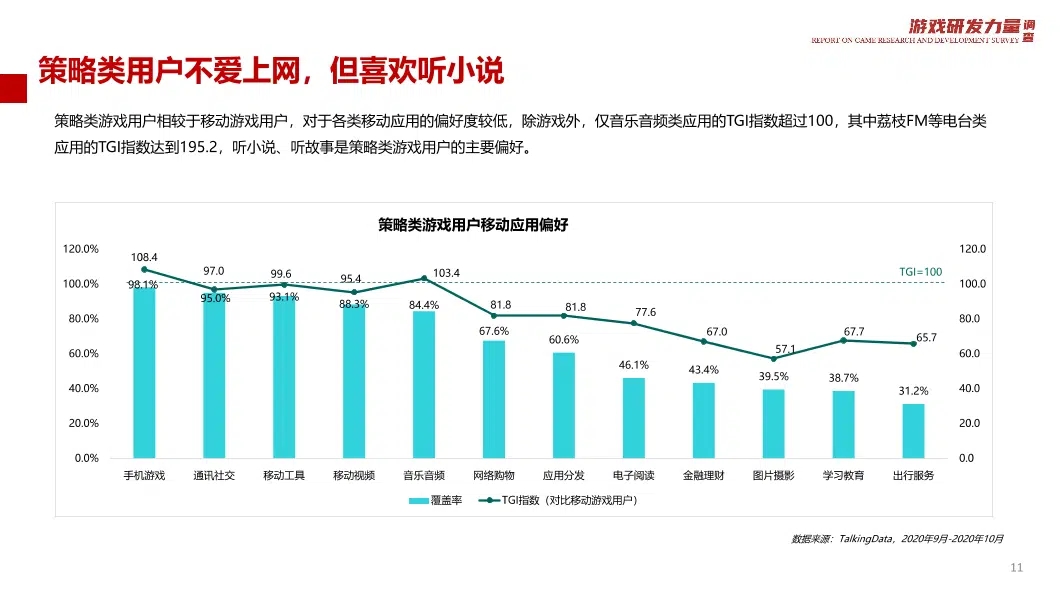 游戏研发力量调查
REPORT ON GAME RESEARCH AND DEVELOPMENT SURVEY
策略类用户不爱上网，但喜欢听小说
策略类游戏用户相较于移动游戏用户，对于各类移动应用的偏好度较低，除游戏外，仅音乐音频类应用的TGI指数超过100，其中荔枝FM等电台类
应用的TGI指数达到195.2，听小说、听故事是策略类游戏用户的主要偏好。
策略类游戏用户移动应用偏好
120.0%
100.0%
80.0%
60.0%
40.0%
20.0%
0.0%
120.0
100.0
80.0
60.0
40.0
20.0
0.0
TGI=100
108.4
97.0
99.6
95.4
103.4
81.8
81.8
77.6
67.0
57.1
67.7
65.7
98.1%
95.0%
93.1%
88.3%
84.4%
67.6%
60.6%
46.1%
43.4%
39.5%
38.7%
31.2%
手机游戏
通讯社交
移动工具
移动视频
音乐音频
网络购物
应用分发
电子阅读
金融理财
图片摄影
学习教育
出行服务
覆盖率
TGI指数（对比移动游戏用户）
数据来源：TalkingData，2020年9月-2020年10月
11